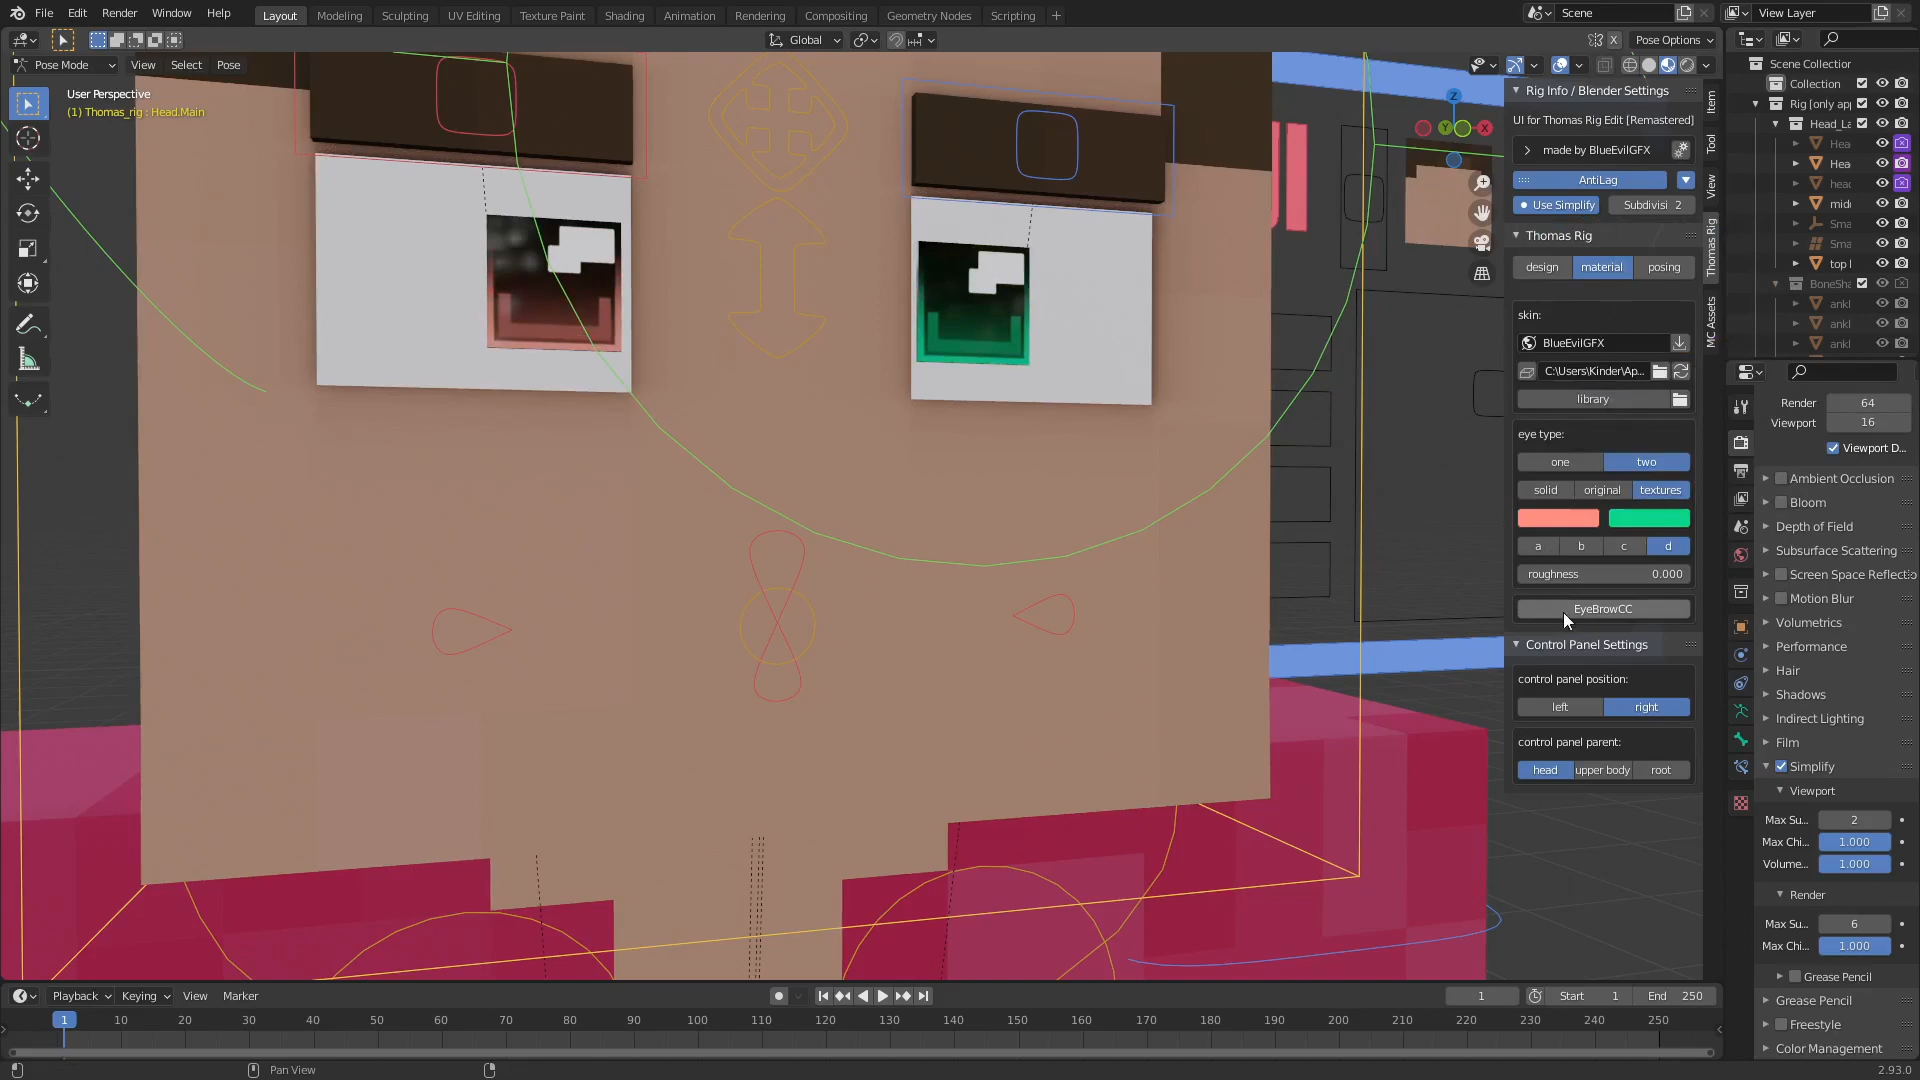 File Edit Render Window Help Layout Modeling Sculpting UV Editing Texture Paint Shading Animation Rendering Compositing Geometry Nodes Scripting + Scene View Layer
Global X Pose Options
Pose Mode View Select Pose
User Perspective
(1) Thomas_rig : Head.Main
Z
Y
X
Rig Info / Blender Settings
UI for Thomas Rig Edit [Remastered]
made by BlueEvilGFX
AntiLag
Use Simplify Subdivisi 2
Thomas Rig
design material posing
skin:
BlueEvilGFX
C:\Users\Kinder\Ap...
library
eye type:
one two
solid original textures
a b c d
roughness 0.000
EyeBrowCC
Control Panel Settings
control panel position:
left right
control panel parent:
head upper body root
Item
Tool
View
Thomas Rig
MC Assets
Scene Collection
Collection
Rig [only ap
Head_La
Hea
Hea
head
mid
Sma
Sma
top l
BoneSha
ankl
ankl
ankl
Render 64
Viewport 16
Viewport D...
Ambient Occlusion
Bloom
Depth of Field
Subsurface Scattering
Screen Space Reflectio
Motion Blur
Volumetrics
Performance
Hair
Shadows
Indirect Lighting
Film
Simplify
Viewport
Max Su... 2
Max Chi... 1.000
Volume... 1.000
Render
Max Su... 6
Max Chi... 1.000
Grease Pencil
Grease Pencil
Freestyle
Color Management
Playback Keying View Marker 1 Start 1 End 250
1 10 20 30 40 50 60 70 80 90 100 110 120 130 140 150 160 170 180 190 200 210 220 230 240 250
Pan View 2.93.0